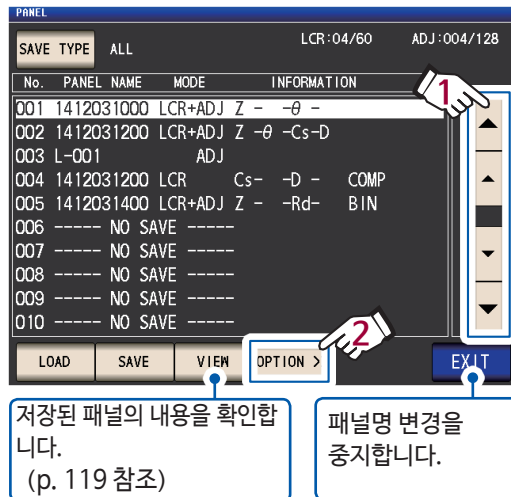 PANEL
SAVE TYPE ALL LCR:04/60 ADJ:004/128
No. PANEL NAME MODE INFORMATION
001 1412031000 LCR+ADJ Z - -θ -
002 1412031200 LCR+ADJ Z -θ -Cs-D
003 L-001 ADJ
004 1412031200 LCR Cs- -D - COMP
005 1412031400 LCR+ADJ Z - -Rd- BIN
006 ----- NO SAVE -----
007 ----- NO SAVE -----
008 ----- NO SAVE -----
009 ----- NO SAVE -----
010 ----- NO SAVE -----
1
2
LOAD SAVE VIEW OPTION > EXIT
저장된 패널의 내용을 확인합
니다.
(p. 119 참조)
패널명 변경을
중지합니다.